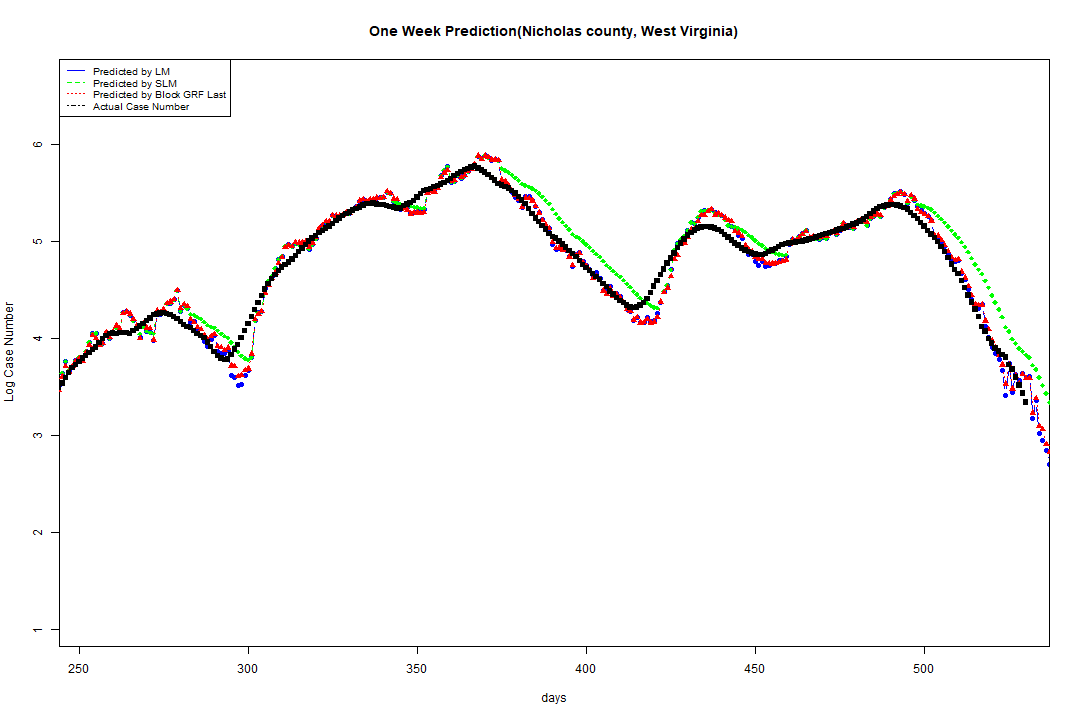 One Week Prediction(Nicholas county, West Virginia)
Predicted by LM
Predicted by SLM
Predicted by Block GRF Last
Actual Case Number
6
5
4
3
2
1
Log Case Number
250 300 350 400 450 500
days